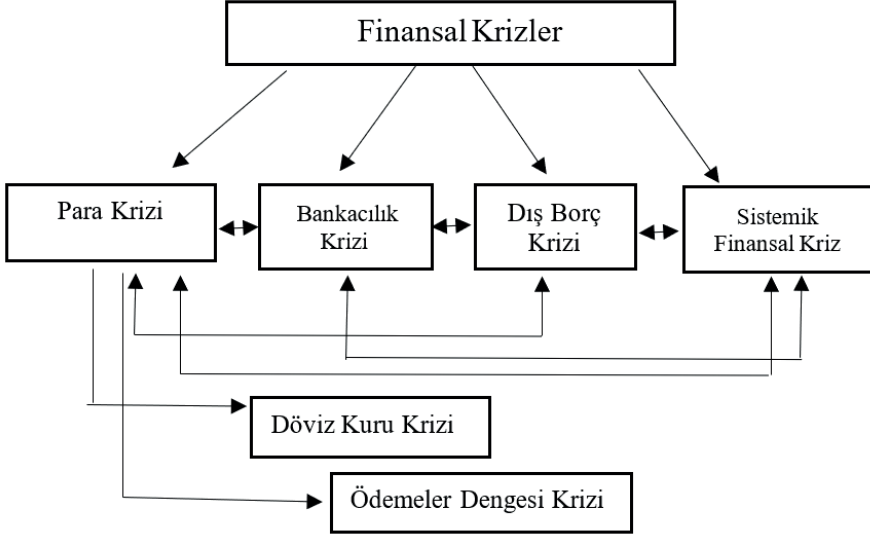 Finansal Krizler
Para Krizi
Bankacılık
Krizi
Dış Borç
Krizi
Sistemik
Finansal Kriz
Döviz Kuru Krizi
Ödemeler Dengesi Krizi